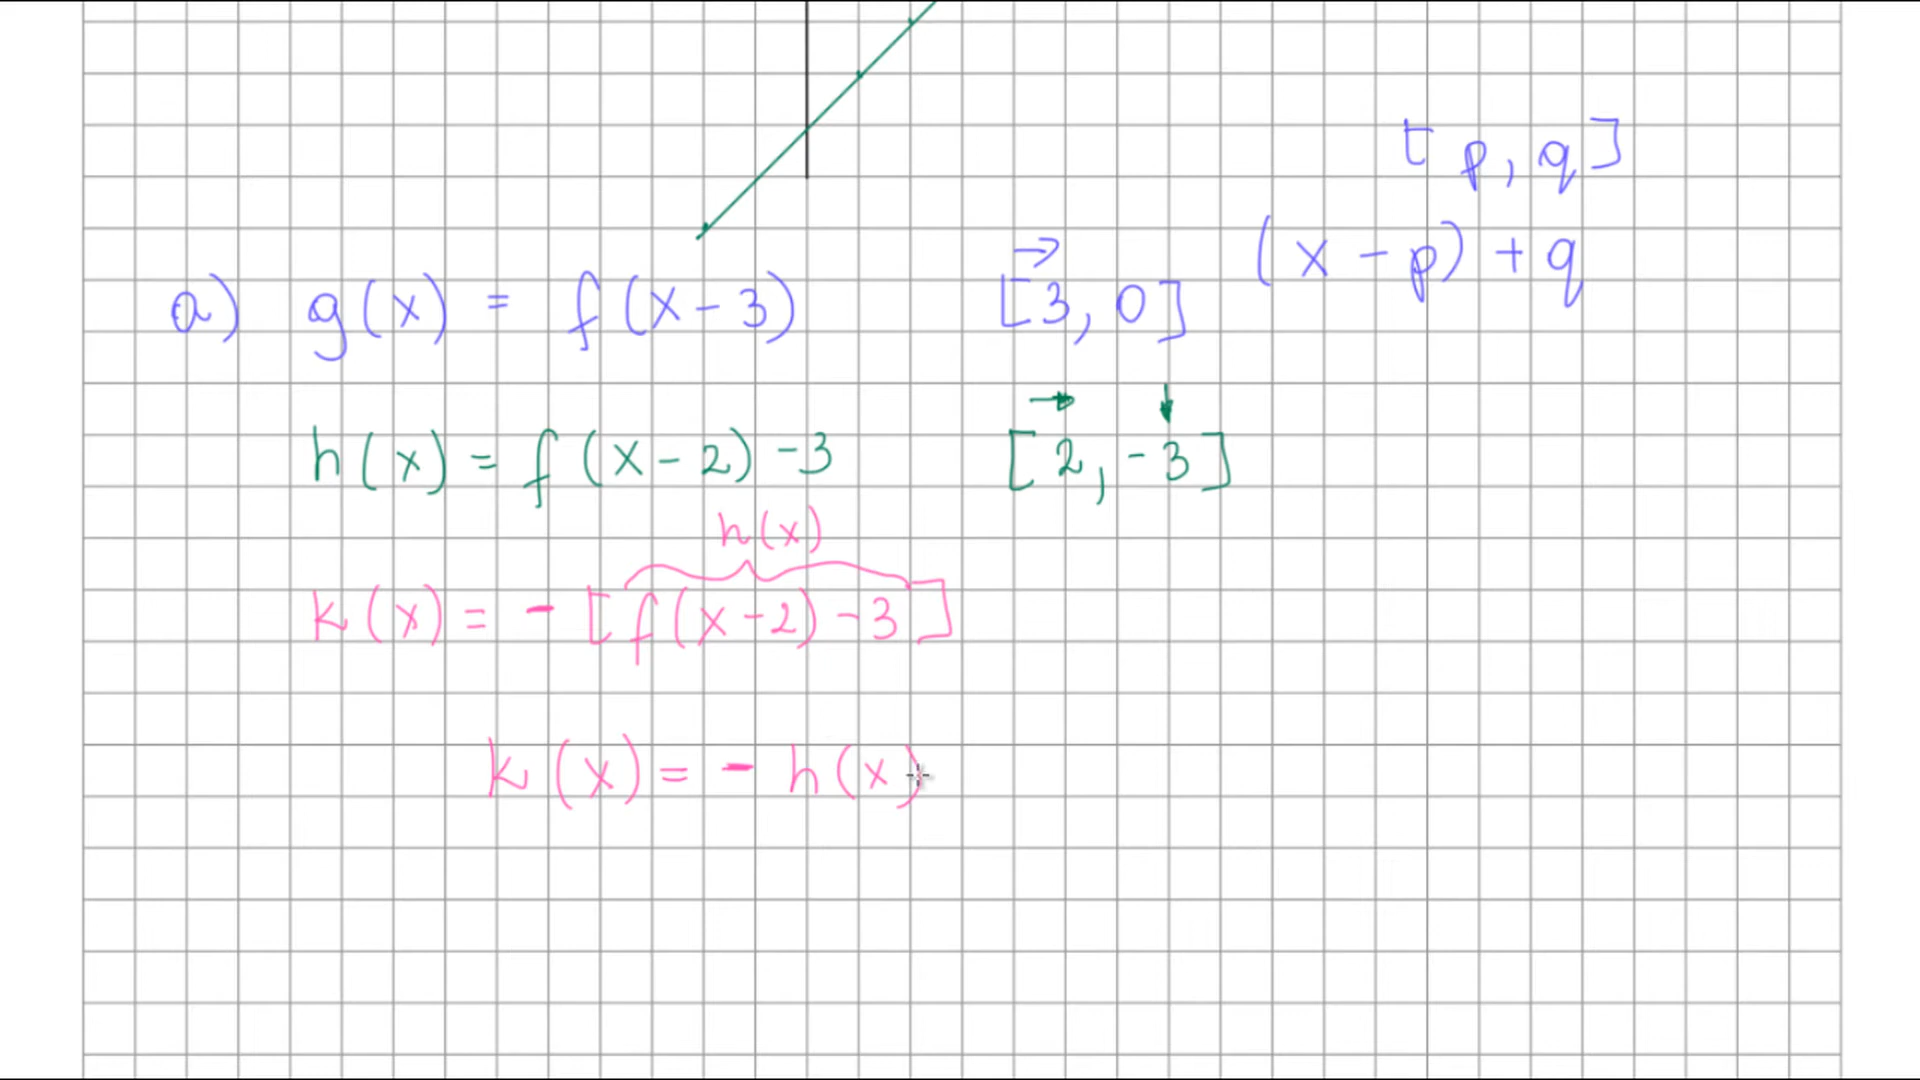 [p, q]
(x - p) + q
a) g(x) = f(x-3) [3, 0]
h(x) = f(x-2) -3 [2, -3]
h(x)
k(x) = - [f(x-2) -3]
k(x) = - h(x)